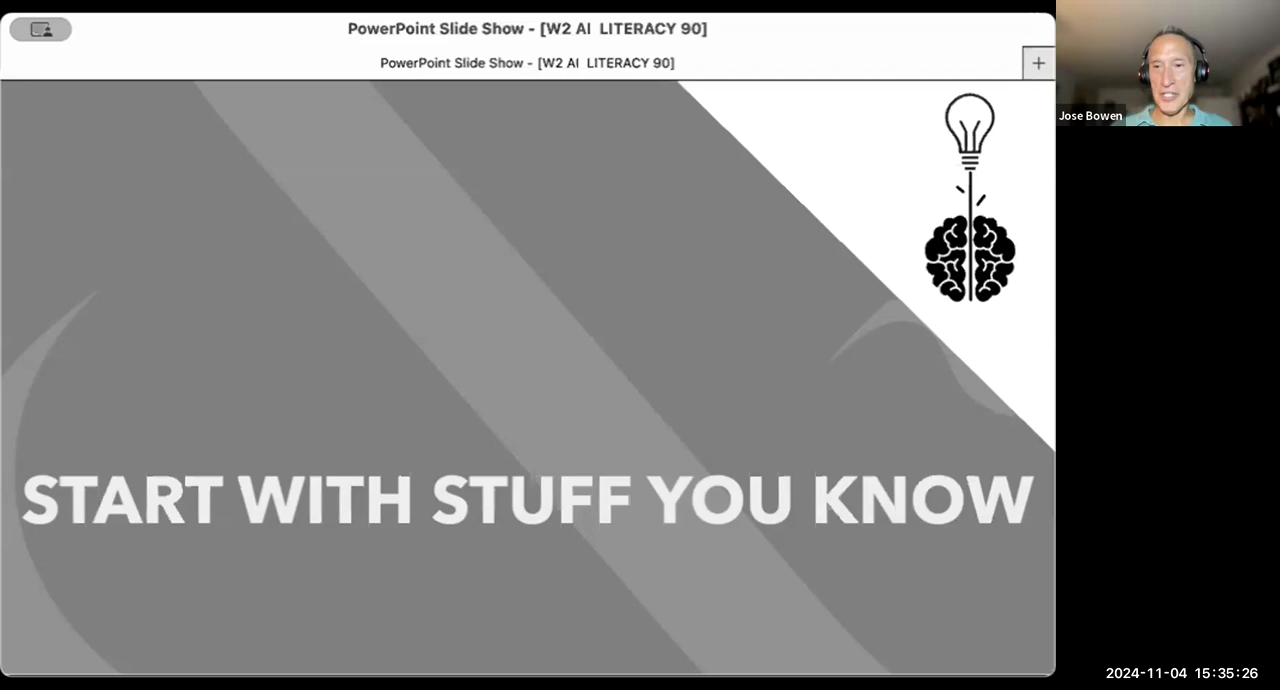 PowerPoint Slide Show - [W2 AI LITERACY 90]
PowerPoint Slide Show - [W2 AI LITERACY 90]
+
Jose Bowen
START WITH STUFF YOU KNOW
2024-11-04 15:35:26